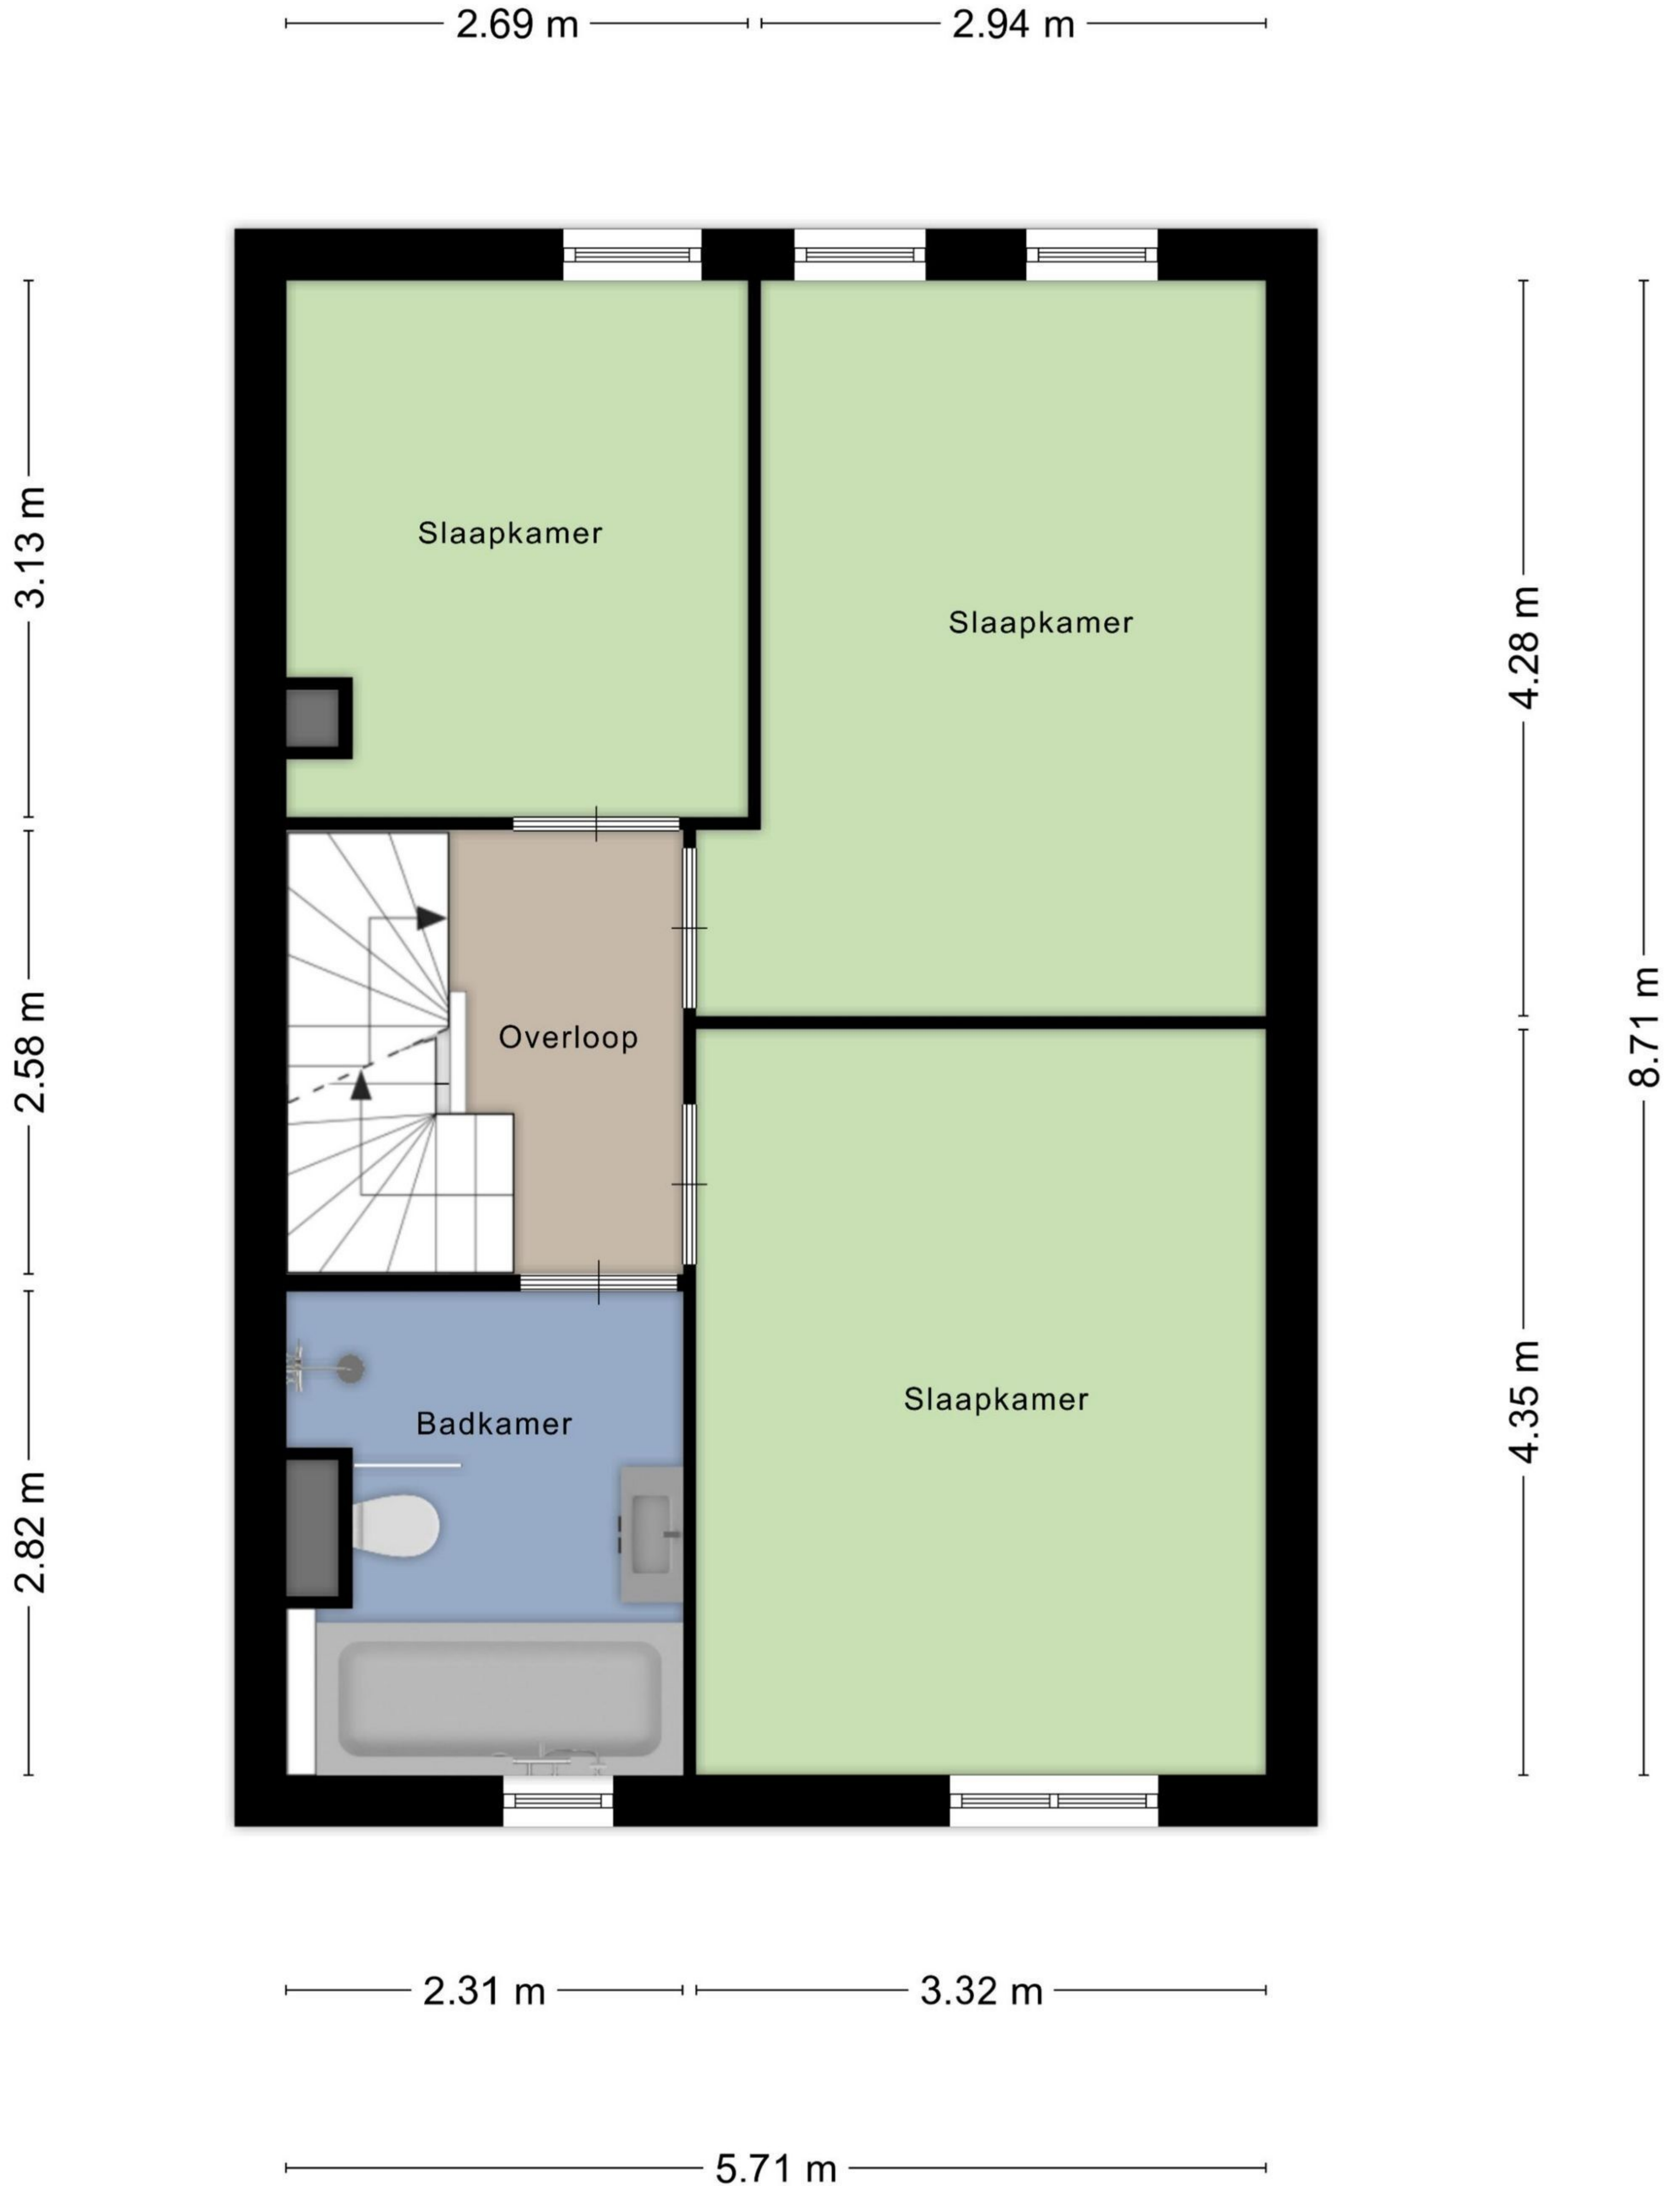 2.69 m
2.94 m
3.13 m
Slaapkamer
Slaapkamer
4.28 m
2.58 m
Overloop
8.71 m
Slaapkamer
4.35 m
Badkamer
2.82 m
2.31 m
3.32 m
5.71 m